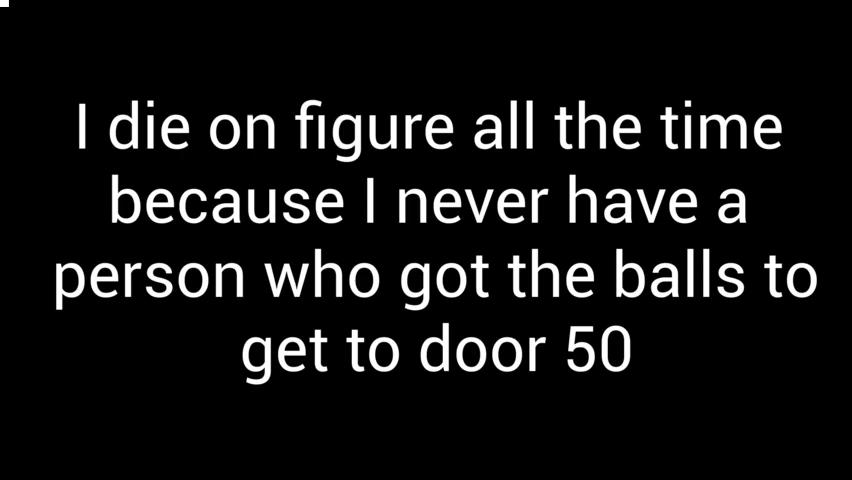 I die on figure all the time
because I never have a
person who got the balls to
get to door 50